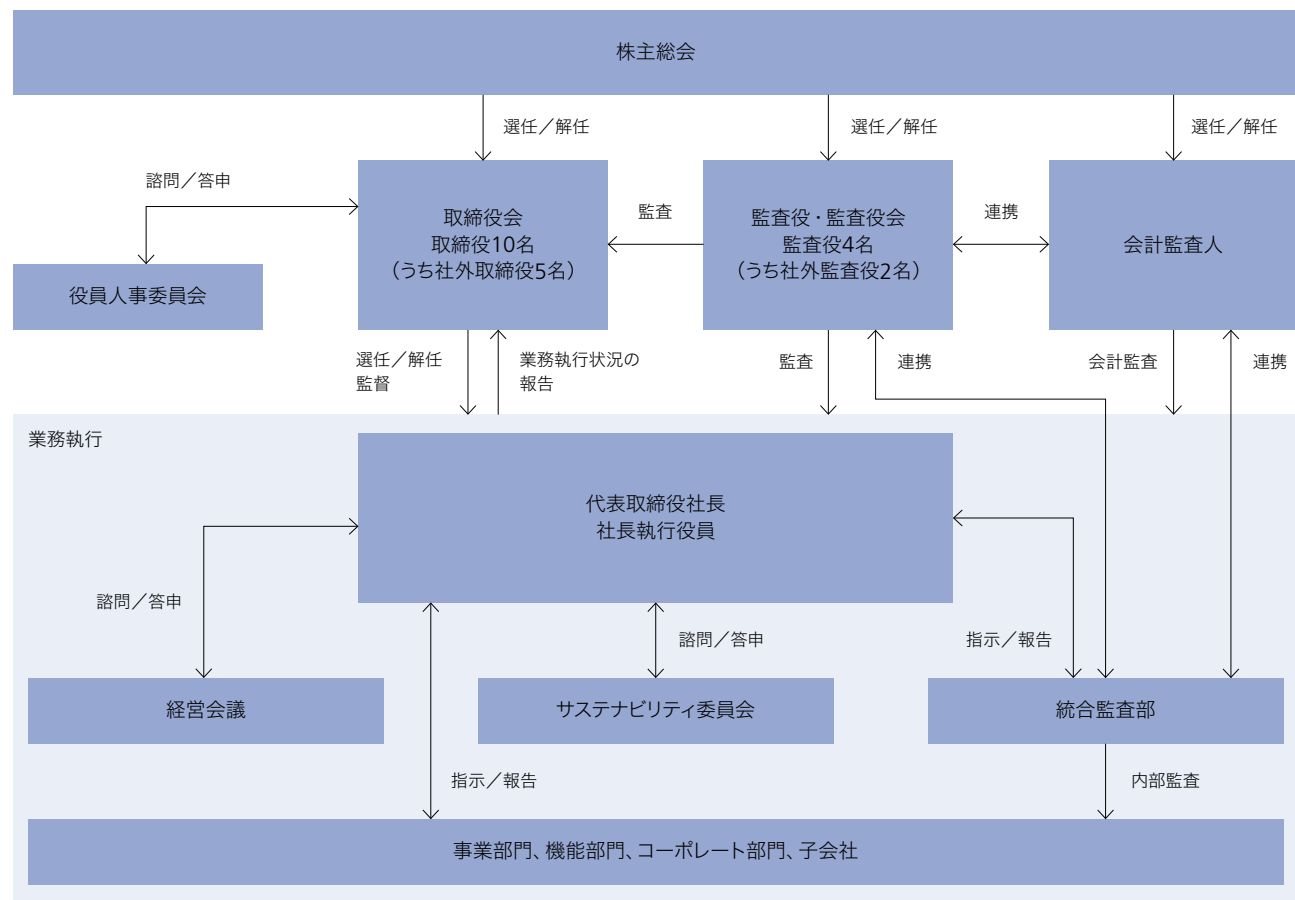 株主総会
選任／解任
選任／解任
選任／解任
諮問／答申
取締役会
取締役10名
（うち社外取締役5名）
監査
監査役・監査役会
監査役4名
（うち社外監査役2名）
連携
会計監査人
役員人事委員会
選任／解任
監督
業務執行状況の
報告
監査
連携
会計監査
連携
業務執行
代表取締役社長
社長執行役員
諮問／答申
諮問／答申
指示／報告
経営会議
サステナビリティ委員会
統合監査部
指示／報告
内部監査
事業部門、機能部門、コーポレート部門、子会社